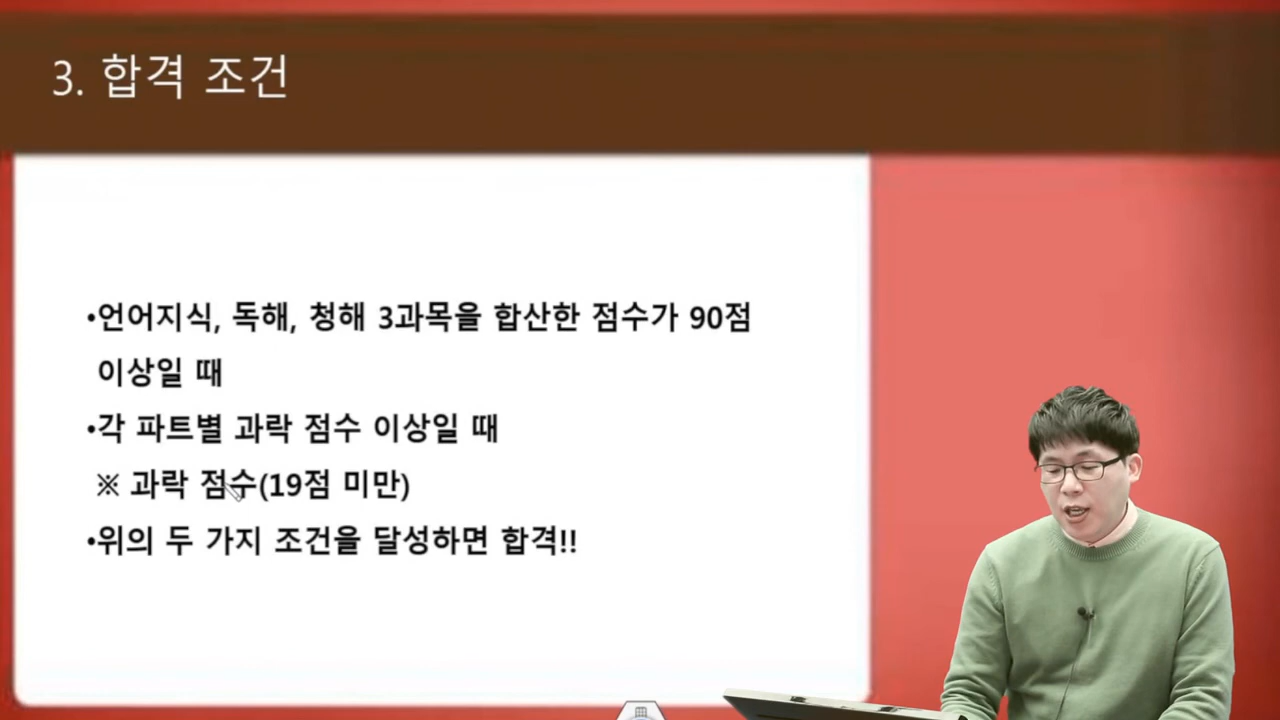 3. 합격 조건
•언어지식, 독해, 청해 3과목을 합산한 점수가 90점
이상일 때
•각 파트별 과락 점수 이상일 때
※ 과락 점수(19점 미만)
•위의 두 가지 조건을 달성하면 합격!!